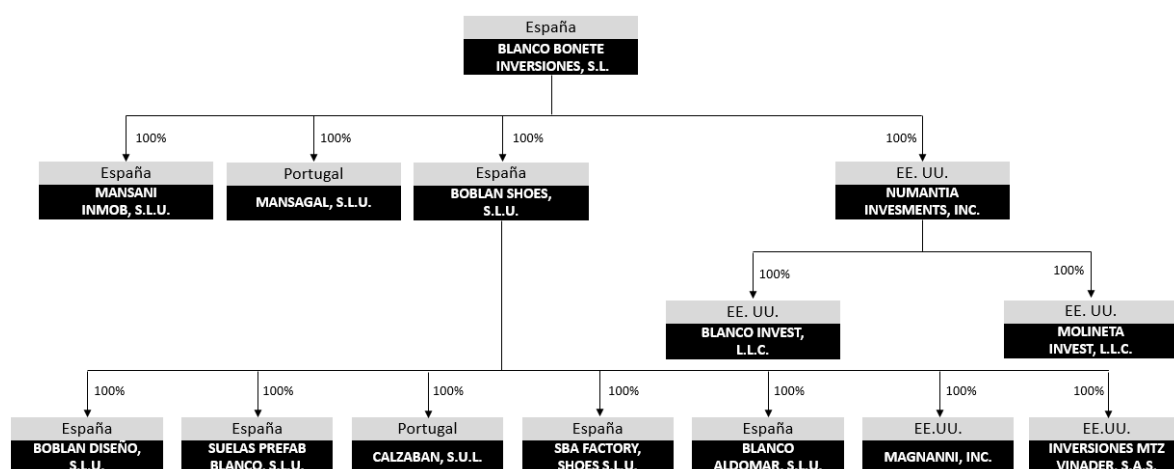 España
BLANCO BONETE
INVERSIONES, S.L.
100%
100%
100%
100%
España
MANSANI
INMOB, S.L.U.
Portugal
MANSAGAL, S.L.U.
España
BOBLAN SHOES,
S.L.U.
EE. UU.
NUMANTIA
INVESMENTS, INC.
100%
100%
EE. UU.
BLANCO INVEST,
L.L.C.
EE. UU.
MOLINETA
INVEST, L.L.C.
100%
100%
100%
100%
100%
100%
100%
España
BOBLAN DISEÑO,
S.L.U.
España
SUELAS PREFAB
BLANCO, S.L.U.
Portugal
CALZABAN, S.U.L.
España
SBA FACTORY,
SHOES S.L.U.
España
BLANCO
ALDOMAR, S.L.U.
EE.UU.
MAGNANNI, INC.
EE.UU.
INVERSIONES MTZ
VINADER, S.A.S.